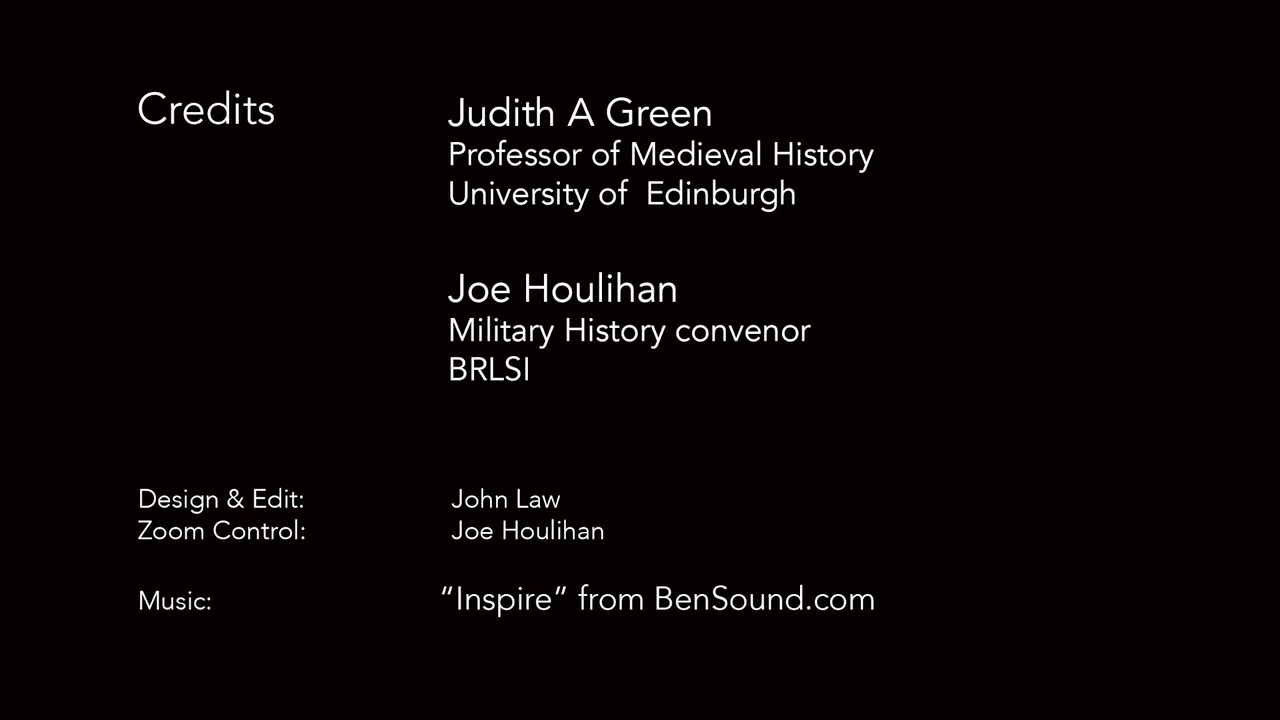 Credits
Judith A Green
Professor of Medieval History
University of  Edinburgh
Joe Houlihan
Military History convenor
BRLSI
Design & Edit: John Law
Zoom Control: Joe Houlihan
Music: “Inspire” from BenSound.com